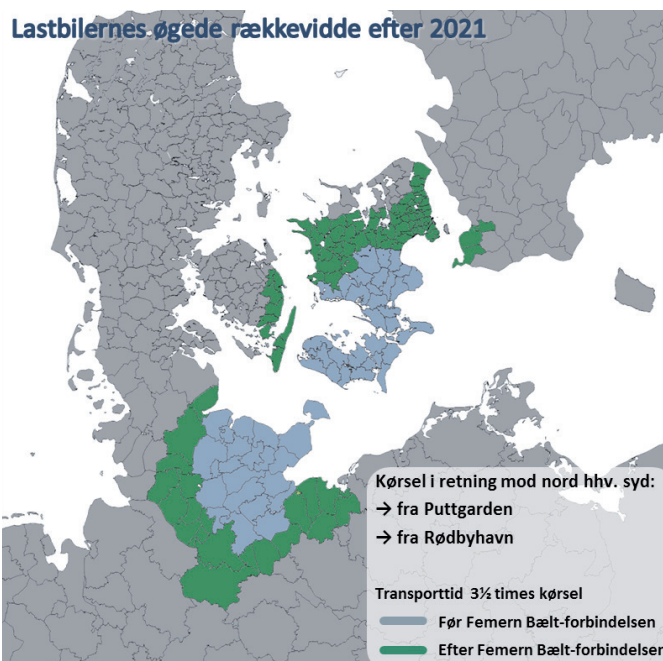 Lastbilernes øgede rækkevidde efter 2021
Kørsel i retning mod nord hhv. syd:
→ fra Puttgarden
→ fra Rødbyhavn
Transporttid 3½ times kørsel
Før Femern Bælt-forbindelsen
Efter Femern Bælt-forbindelsen